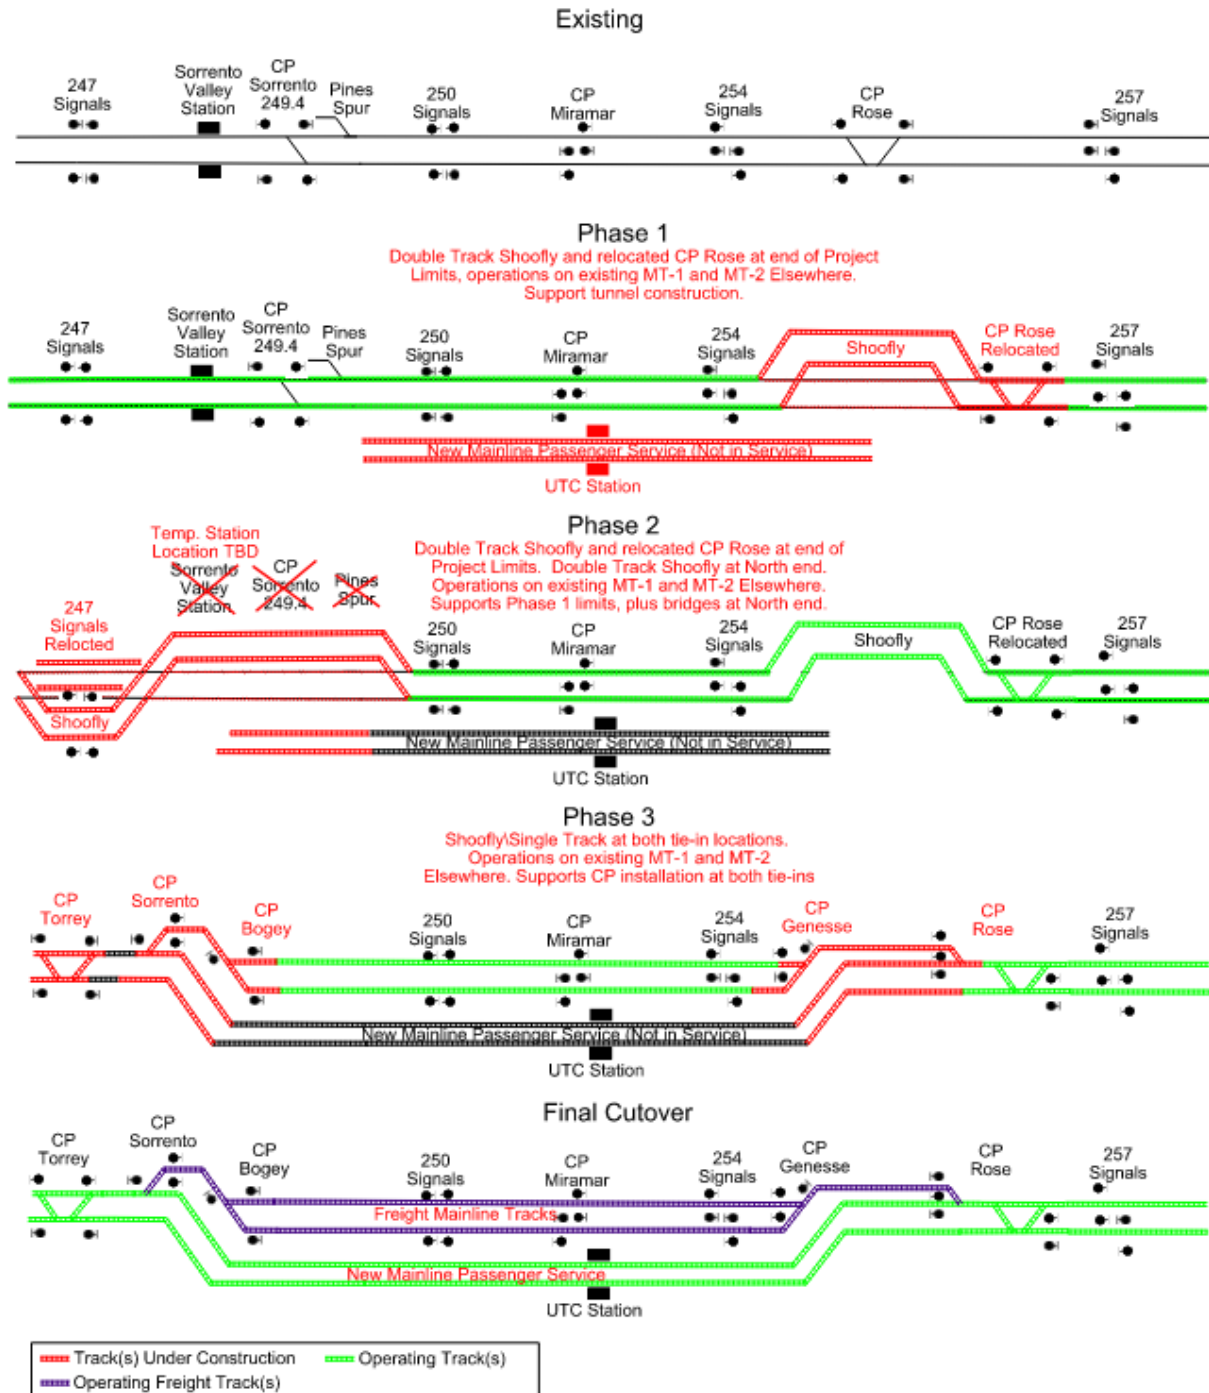 Existing
247
Signals
Sorrento
Valley
Station
CP
Sorrento
249.4
Pines
Spur
250
Signals
CP
Miramar
254
Signals
CP
Rose
257
Signals
Phase 1
Double Track Shoofly and relocated CP Rose at end of Project
Limits, operations on existing MT-1 and MT-2 Elsewhere.
Support tunnel construction.
247
Signals
Sorrento
Valley
Station
CP
Sorrento
249.4
Pines
Spur
250
Signals
CP
Miramar
254
Signals
Shoofly
CP Rose
Relocated
257
Signals
New Mainline Passenger Service (Not in Service)
UTC Station
Phase 2
Double Track Shoofly and relocated CP Rose at end of
Project Limits. Double Track Shoofly at North end.
Operations on existing MT-1 and MT-2 Elsewhere.
Supports Phase 1 limits, plus bridges at North end.
Temp. Station
Location TBD
Sorrento
Valley
Station
CP
Sorrento
249.4
Pines
Spur
247
Signals
Relocted
Shoofly
250
Signals
CP
Miramar
254
Signals
Shoofly
CP Rose
Relocated
257
Signals
New Mainline Passenger Service (Not in Service)
UTC Station
Phase 3
Shoofly\Single Track at both tie-in locations.
Operations on existing MT-1 and MT-2
Elsewhere. Supports CP installation at both tie-ins
CP
Torrey
CP
Sorrento
CP
Bogey
250
Signals
CP
Miramar
254
Signals
CP
Genesse
CP
Rose
257
Signals
New Mainline Passenger Service (Not in Service)
UTC Station
Final Cutover
CP
Torrey
CP
Sorrento
CP
Bogey
250
Signals
CP
Miramar
254
Signals
CP
Genesse
CP
Rose
257
Signals
Freight Mainline Tracks
New Mainline Passenger Service
UTC Station
Track(s) Under Construction
Operating Track(s)
Operating Freight Track(s)